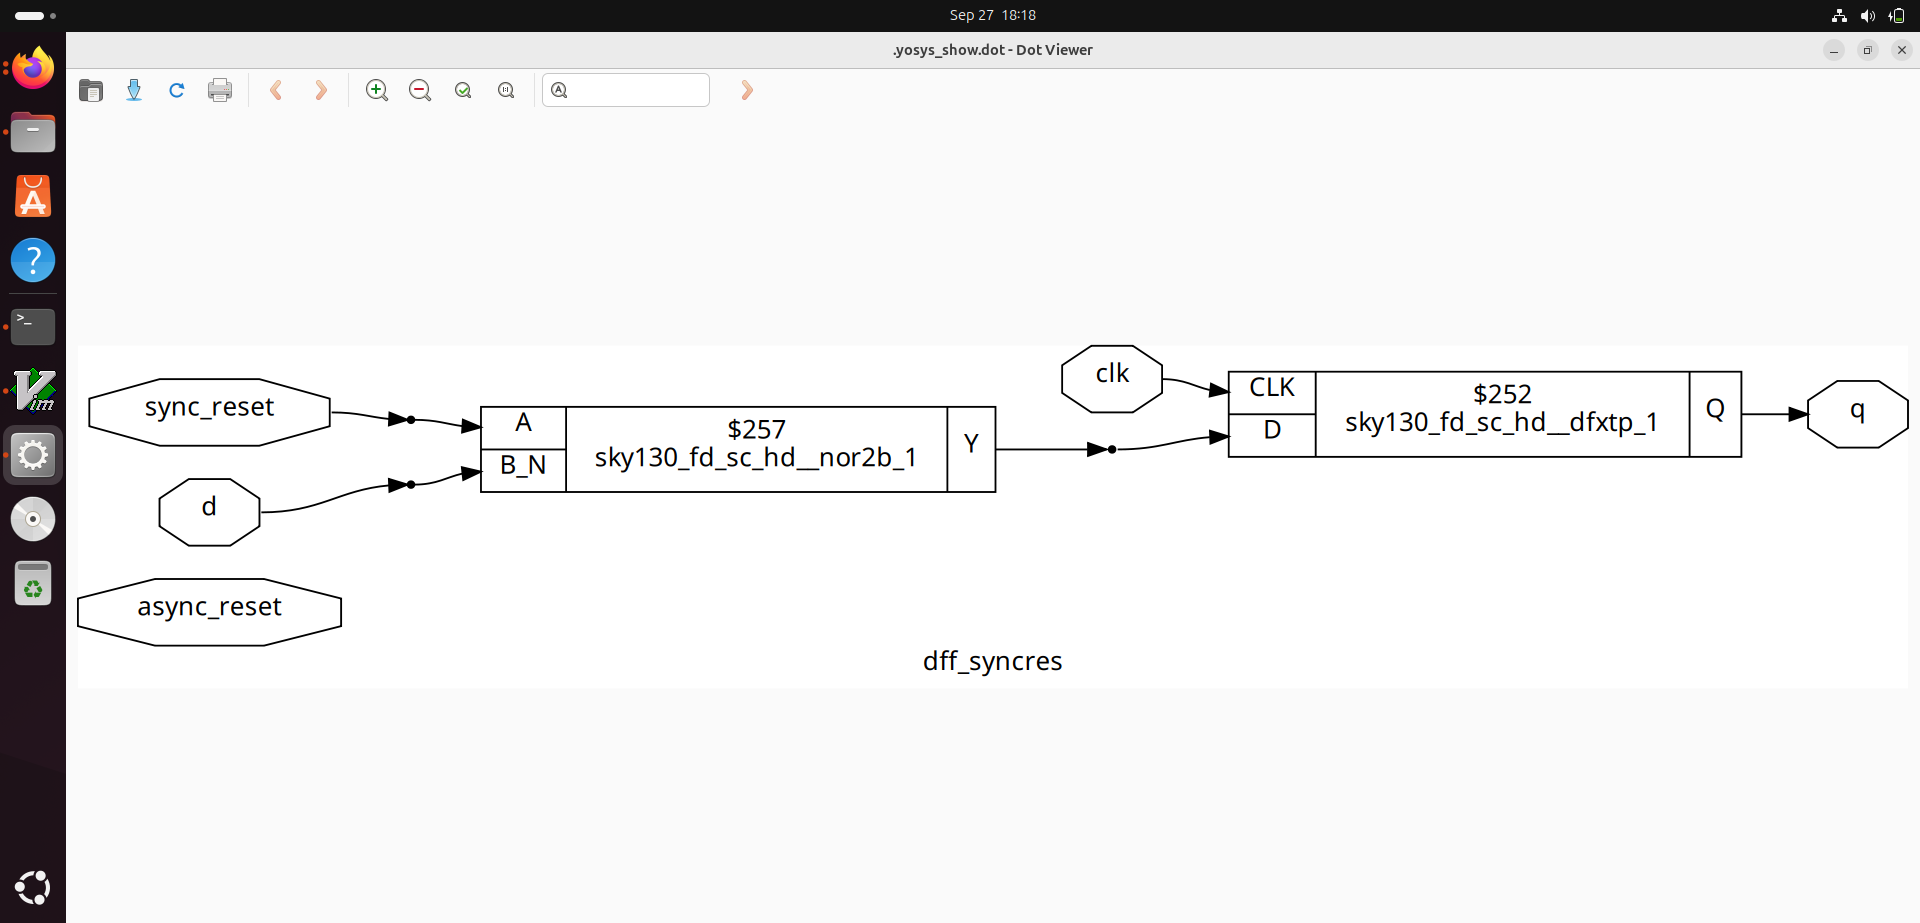 Sep 27 18:18
.yosys_show.dot - Dot Viewer
sync_reset
d
async_reset
A
B_N
$257
sky130_fd_sc_hd__nor2b_1
Y
clk
CLK
D
$252
sky130_fd_sc_hd__dfxtp_1
Q
q
dff_syncres